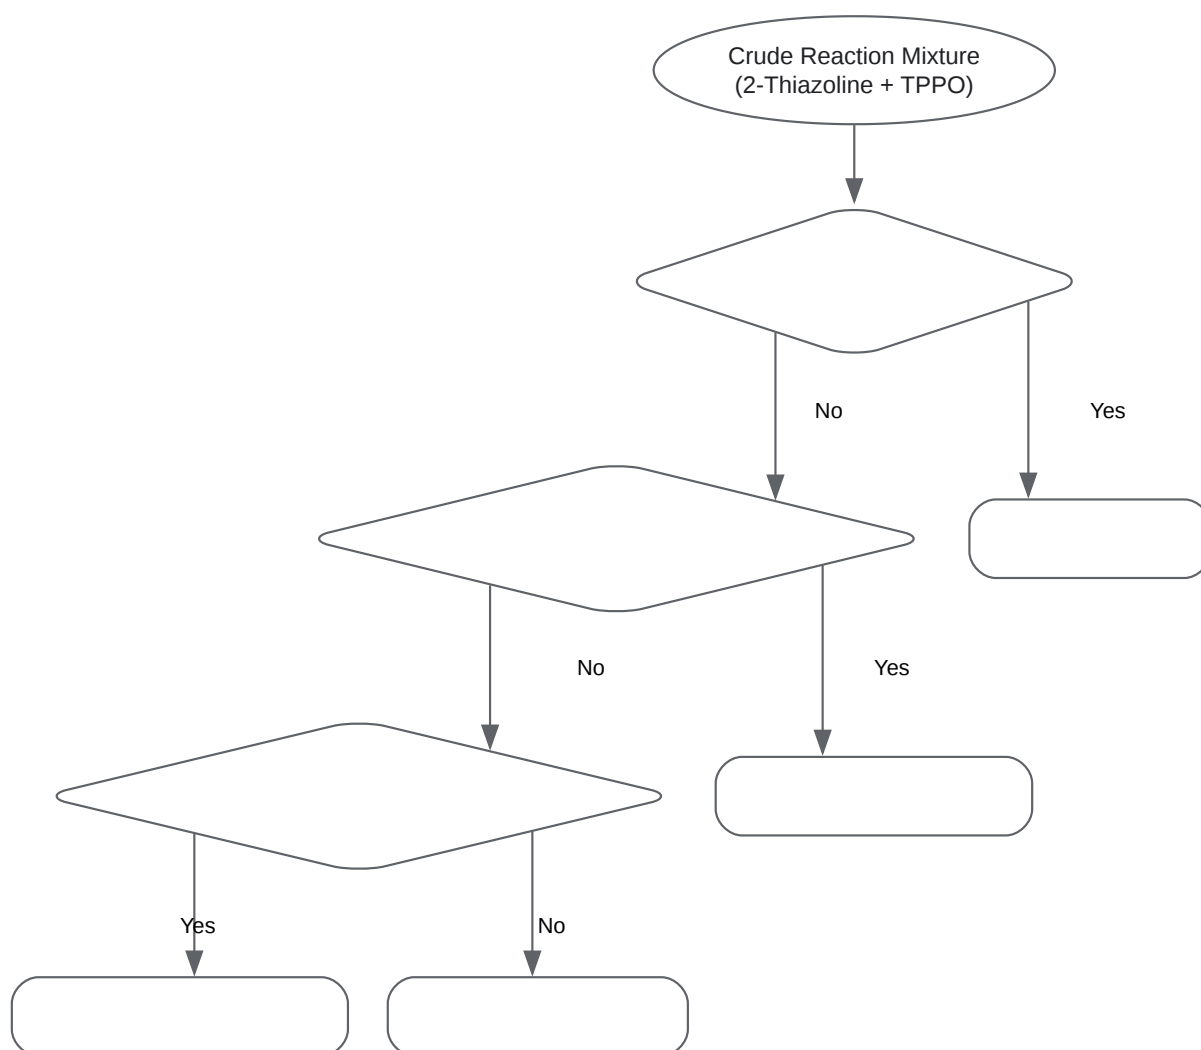 Crude Reaction Mixture
(2-Thiazoline + TPPO)
No
Yes
No
Yes
Yes
No